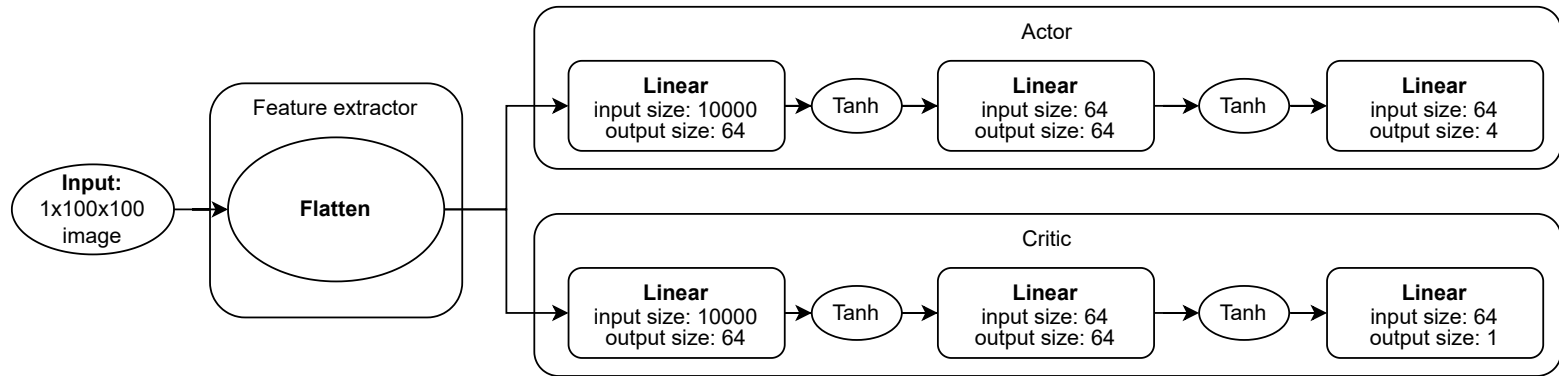 Input:
1x100x100
image
Feature extractor
Flatten
Actor
Linear
input size: 10000
output size: 64
Tanh
Linear
input size: 64
output size: 64
Tanh
Linear
input size: 64
output size: 4
Critic
Linear
input size: 10000
output size: 64
Tanh
Linear
input size: 64
output size: 64
Tanh
Linear
input size: 64
output size: 1